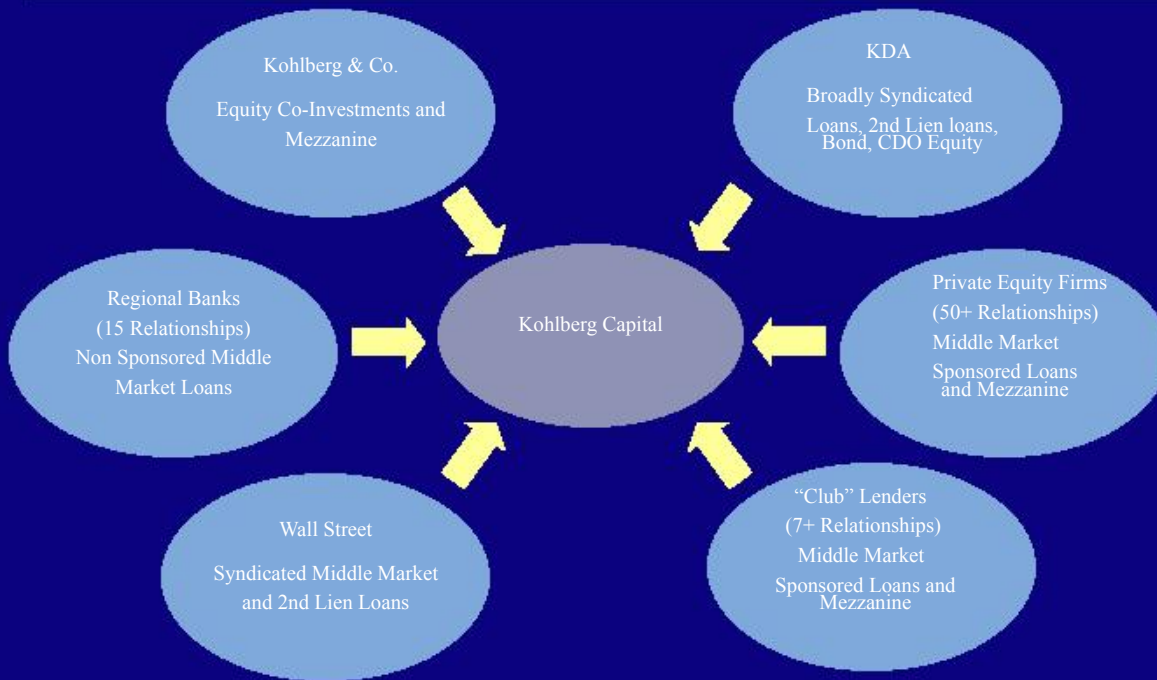 Kohlberg & Co.
Equity Co-Investments and
Mezzanine
KDA
Broadly Syndicated
Loans, 2nd Lien loans,
Bond, CDO Equity
Regional Banks
(15 Relationships)
Non Sponsored Middle
Market Loans
Kohlberg Capital
Private Equity Firms
(50+ Relationships)
Middle Market
Sponsored Loans
and Mezzanine
Wall Street
Syndicated Middle Market
and 2nd Lien Loans
“Club” Lenders
(7+ Relationships)
Middle Market
Sponsored Loans and
Mezzanine